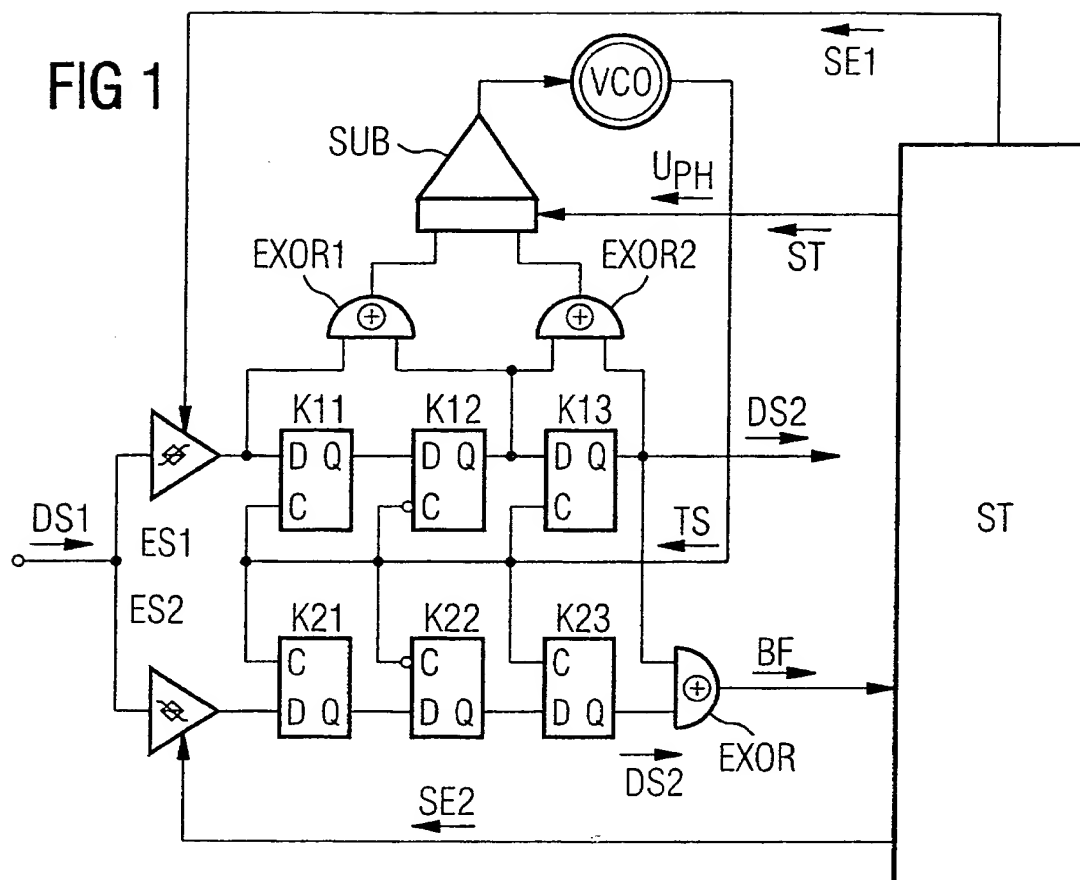 FIG 1
SE1
VCO
SUB
U_PH
ST
EXOR1
EXOR2
K11
K12
K13
DS2
D Q
D Q
D Q
C
C
C
DS1
ES1
TS
ST
ES2
K21
K22
K23
C
C
C
BF
D Q
D Q
D Q
EXOR
DS2
SE2